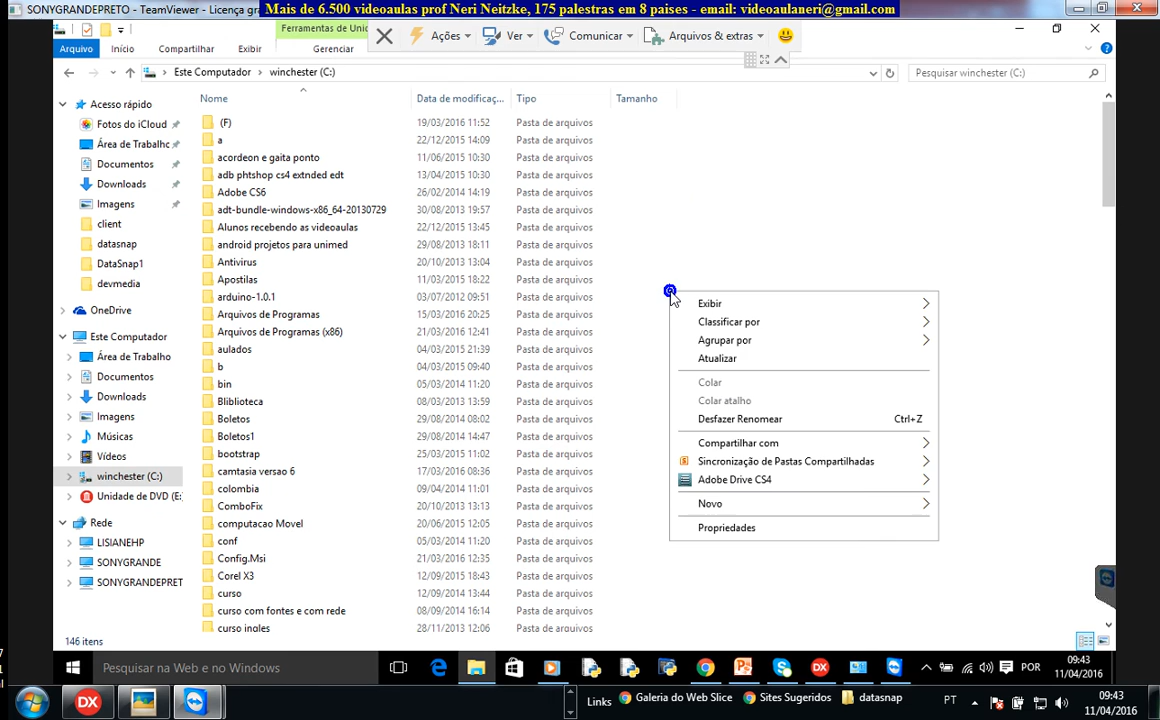 SONYGRANDEPRETO - TeamViewer - Licença gra
Mais de 6.500 videoaulas prof Neri Neitzke, 175 palestras em 8 paises - email: videoaulaneri@gmail.com
Ferramentas de Unic
Ações Ver Comunicar Arquivos & extras
Arquivo Início Compartilhar Exibir Gerenciar
Este Computador winchester (C:) Pesquisar winchester (C:)
Nome Data de modificaç... Tipo Tamanho
Acesso rápido
Fotos do iCloud
Área de Trabalhc
Documentos
Downloads
Imagens
client
datasnap
DataSnap1
devmedia
OneDrive
Este Computador
Área de Trabalho
Documentos
Downloads
Imagens
Músicas
Vídeos
winchester (C:)
Unidade de DVD (E:
Rede
LISIANEHP
SONYGRANDE
SONYGRANDEPRET
(F) 19/03/2016 11:52 Pasta de arquivos
a 22/12/2015 14:09 Pasta de arquivos
acordeon e gaita ponto 11/06/2015 10:30 Pasta de arquivos
adb phtshop cs4 extnded edt 13/04/2015 10:30 Pasta de arquivos
Adobe CS6 26/02/2014 14:19 Pasta de arquivos
adt-bundle-windows-x86_64-20130729 30/08/2013 19:57 Pasta de arquivos
Alunos recebendo as videoaulas 22/12/2015 13:45 Pasta de arquivos
android projetos para unimed 29/08/2013 18:11 Pasta de arquivos
Antivirus 20/10/2013 13:04 Pasta de arquivos
Apostilas 11/03/2015 18:22 Pasta de arquivos
arduino-1.0.1 03/07/2012 09:51 Pasta de arquivos
Arquivos de Programas 15/03/2016 20:25 Pasta de arquivos
Arquivos de Programas (x86) 21/03/2016 12:41 Pasta de arquivos
aulados 04/03/2015 21:39 Pasta de arquivos
b 04/03/2015 09:40 Pasta de arquivos
bin 05/03/2014 11:20 Pasta de arquivos
Bliblioteca 08/03/2013 13:59 Pasta de arquivos
Boletos 29/08/2014 08:02 Pasta de arquivos
Boletos1 29/08/2014 14:47 Pasta de arquivos
bootstrap 25/03/2015 11:02 Pasta de arquivos
camtasia versao 6 17/03/2016 08:36 Pasta de arquivos
colombia 09/04/2014 11:01 Pasta de arquivos
ComboFix 20/10/2013 13:13 Pasta de arquivos
computacao Movel 20/06/2015 12:05 Pasta de arquivos
conf 05/03/2014 11:20 Pasta de arquivos
Config.Msi 21/03/2016 12:35 Pasta de arquivos
Corel X3 12/09/2015 18:43 Pasta de arquivos
curso 12/09/2014 13:44 Pasta de arquivos
curso com fontes e com rede 08/09/2014 16:14 Pasta de arquivos
curso ingles 28/11/2013 12:06 Pasta de arquivos
Exibir
Classificar por
Agrupar por
Atualizar
Colar
Colar atalho
Desfazer Renomear Ctrl+Z
Compartilhar com
Sincronização de Pastas Compartilhadas
Adobe Drive CS4
Novo
Propriedades
146 itens
Pesquisar na Web e no Windows
POR
09:43
11/04/2016
Links Galeria do Web Slice Sites Sugeridos datasnap
PT
09:43
11/04/2016